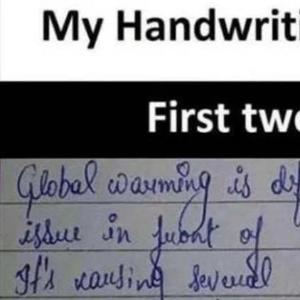 My Handwriti
First tw
Global warming is
issue in front of
It's causing several